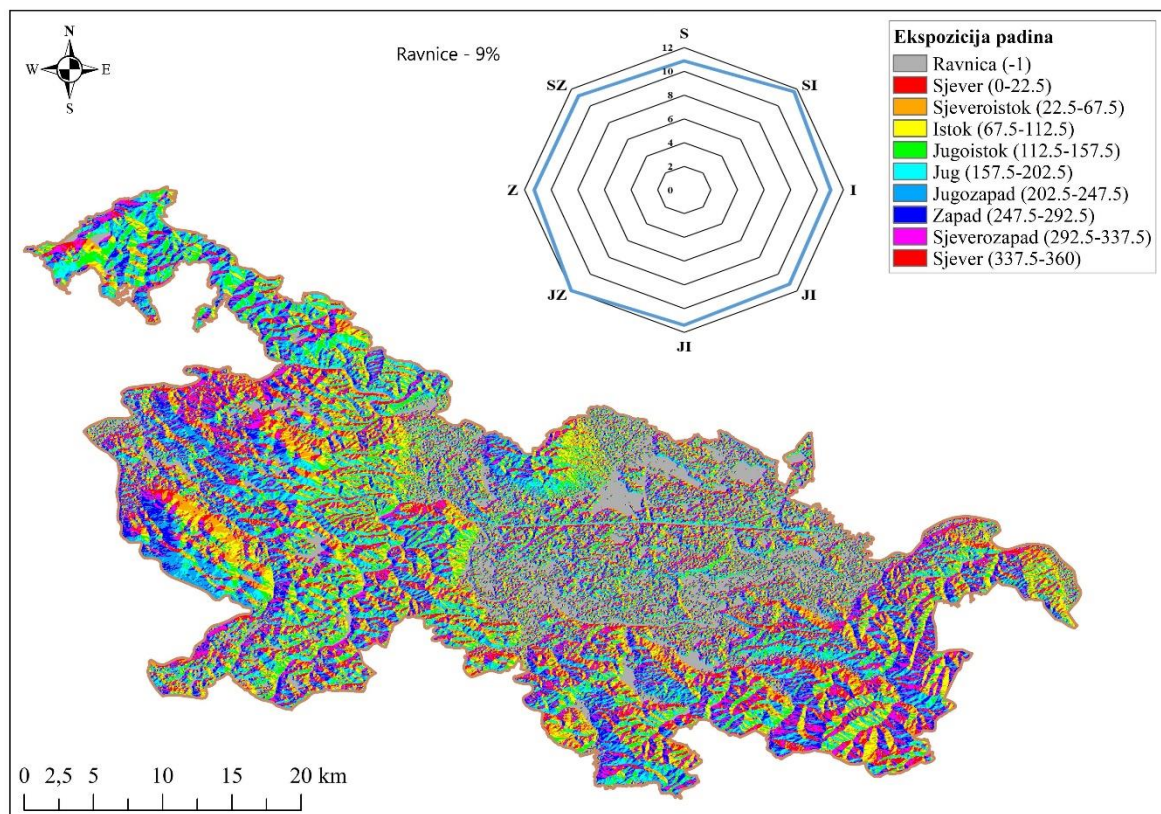 N
W E
S
Ravnice - 9%
S
12
10
8
6
4
2
0
SZ
SI
Z
I
JZ
JI
JI
Ekspozicija padina
Ravnica (-1)
Sjever (0-22.5)
Sjeveroistok (22.5-67.5)
Istok (67.5-112.5)
Jugoistok (112.5-157.5)
Jug (157.5-202.5)
Jugozapad (202.5-247.5)
Zapad (247.5-292.5)
Sjeverozapad (292.5-337.5)
Sjever (337.5-360)
0 2,5 5 10 15 20 km